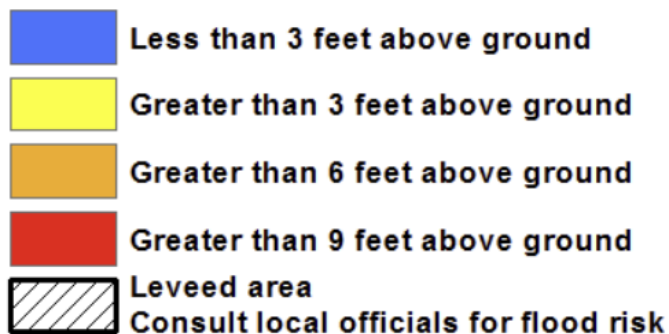 Less than 3 feet above ground
Greater than 3 feet above ground
Greater than 6 feet above ground
Greater than 9 feet above ground
Leveed area
Consult local officials for flood risk